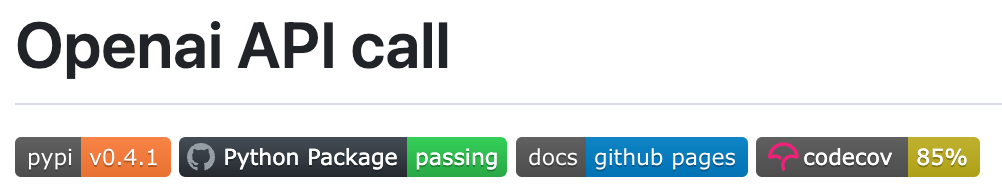 Openai API call
pypi v0.4.1 Python Package passing docs github pages codecov 85%